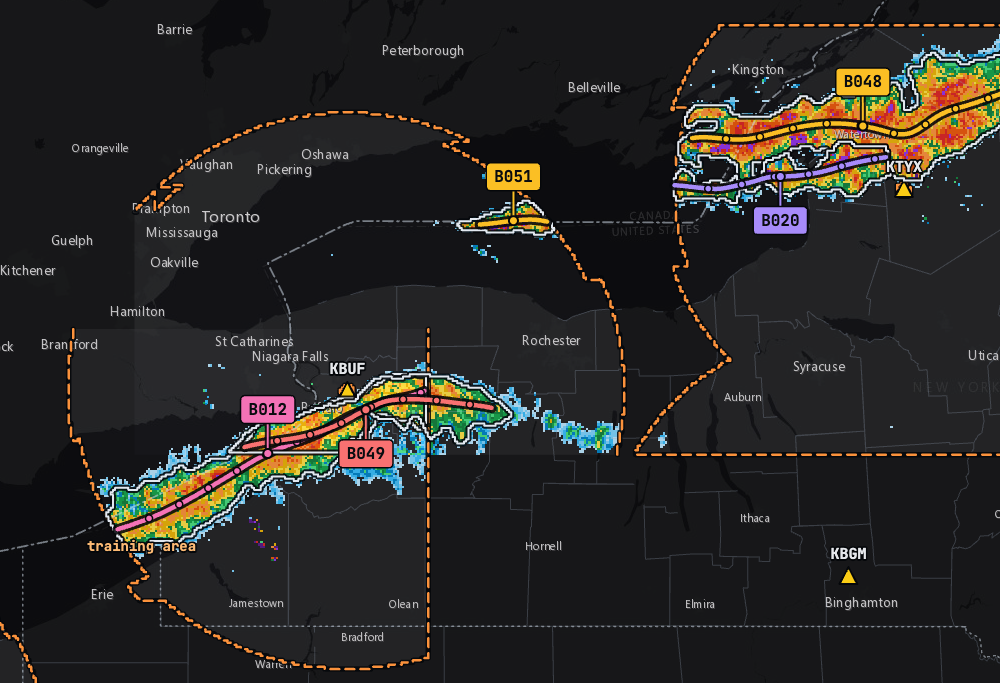 Barrie
Peterborough
Kingston
Belleville
B048
Orangeville
Oshawa
Vaughan
Pickering
Watertown
KTYX
B051
Brampton
Toronto
CANADA
UNITED STATES
B020
Mississauga
Guelph
Oakville
Kitchener
Hamilton
St Catharines
Rochester
Brantford
Niagara Falls
KBUF
Syracuse
Utica
NEW YORK
Auburn
B012
B049
training area
Ithaca
Hornell
KBGM
Erie
Jamestown
Olean
Elmira
Binghamton
Bradford
Warren